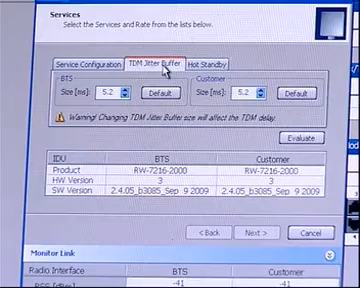 Services
Select the Services and Rate from the lists below.
Service Configuration TDM Jitter Buffer Hot Standby
BTS Customer
Size [ms]: 5.2 Default Size [ms]: 5.2 Default
Warning! Changing TDM Jitter Buffer size will affect the TDM delay.
Evaluate
IDU BTS Customer
Product RW-7216-2000 RW-7216-2000
HW Version 3 3
SW Version 2.4.05_b3085_Sep 9 2009 2.4.05_b3085_Sep 9 2009
< Back Next > Cancel
Monitor Link
Radio Interface BTS Customer
RSS [dBm] -41 -41